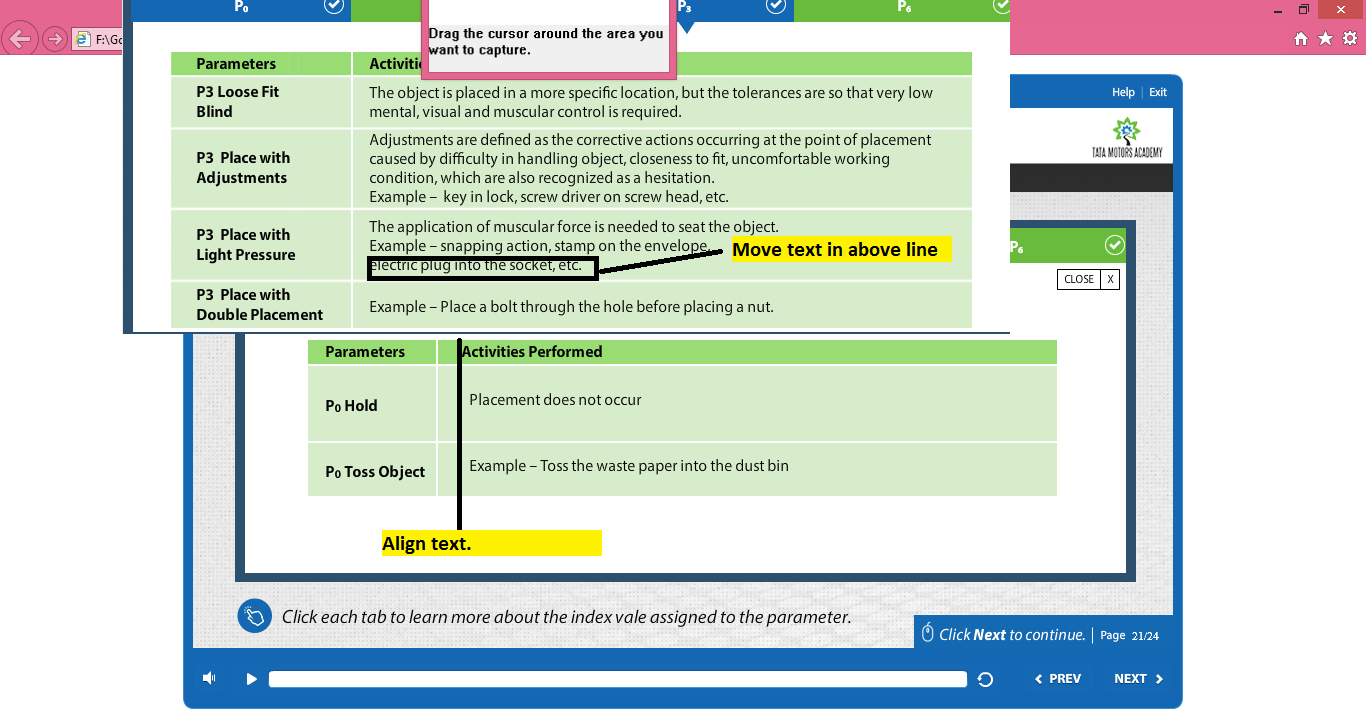 P₀
P₃
P₆
Drag the cursor around the area you
want to capture.
F:\Go
Help | Exit
TATA MOTORS ACADEMY
Parameters
P3 Loose Fit
Blind
The object is placed in a more specific location, but the tolerances are so that very low
mental, visual and muscular control is required.
P3 Place with
Adjustments
Adjustments are defined as the corrective actions occurring at the point of placement
caused by difficulty in handling object, closeness to fit, uncomfortable working
condition, which are also recognized as a hesitation.
Example – key in lock, screw driver on screw head, etc.
P3 Place with
Light Pressure
The application of muscular force is needed to seat the object.
Example – snapping action, stamp on the envelope,
electric plug into the socket, etc.
Move text in above line
P₆
CLOSE X
P3 Place with
Double Placement
Example – Place a bolt through the hole before placing a nut.
Parameters Activities Performed
P₀ Hold
Placement does not occur
P₀ Toss Object
Example – Toss the waste paper into the dust bin
Align text.
Click each tab to learn more about the index vale assigned to the parameter.
Click Next to continue. | Page 21/24
PREV
NEXT